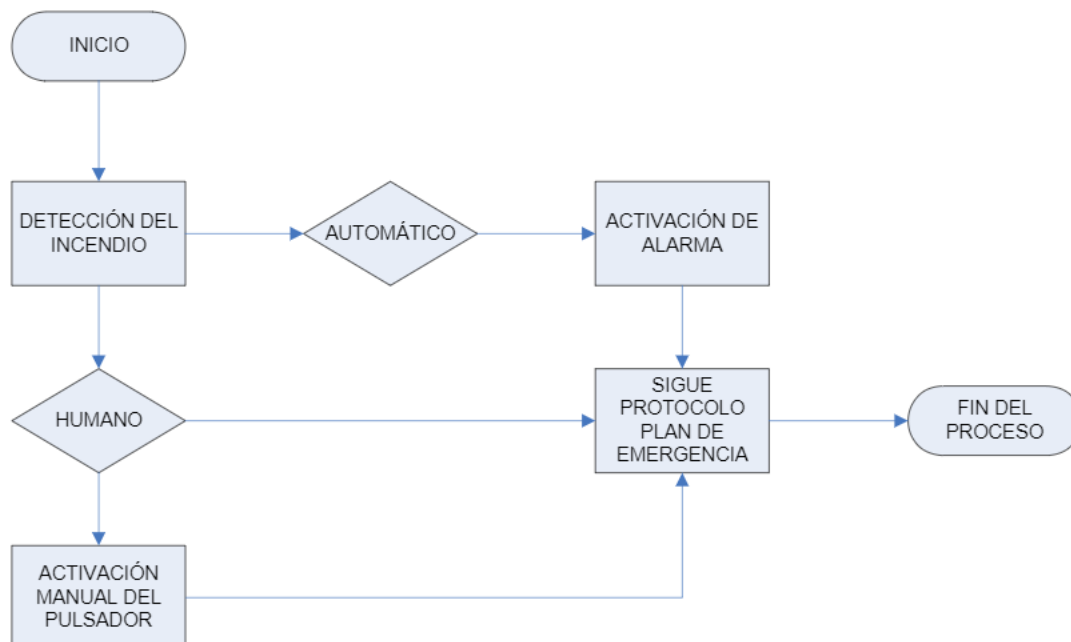 INICIO
DETECCIÓN DEL
INCENDIO
AUTOMÁTICO
ACTIVACIÓN DE
ALARMA
HUMANO
SIGUE
PROTOCOLO
PLAN DE
EMERGENCIA
FIN DEL
PROCESO
ACTIVACIÓN
MANUAL DEL
PULSADOR